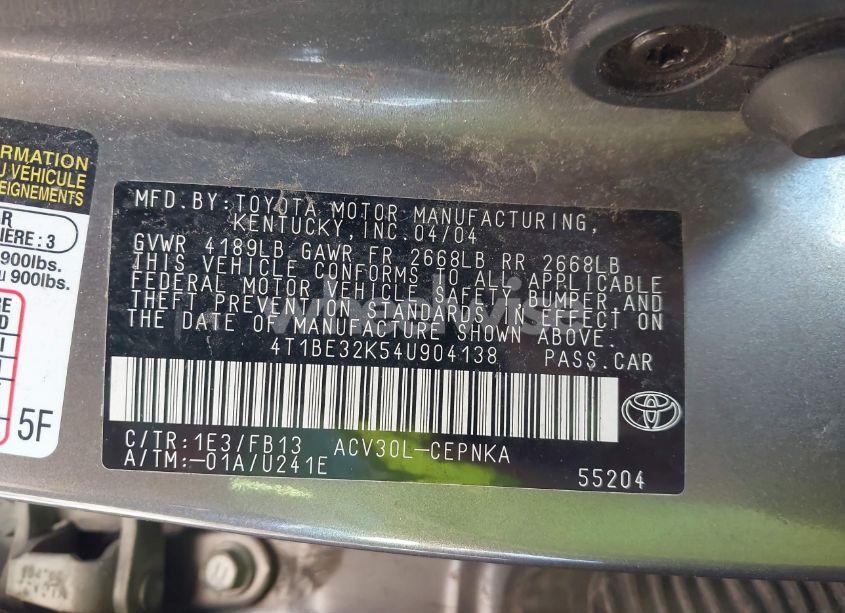 RMATION
U VÉHICULE
SEIGNEMENTS
R
IÈRE : 3
900lbs.
u 900lbs.
RE
D
5F
MFD. BY:TOYOTA MOTOR MANUFACTURING,
KENTUCKY, INC. 04/04
GVWR 4189LB GAWR FR 2668LB RR 2668LB
THIS VEHICLE CONFORMS TO ALL APPLICABLE
FEDERAL MOTOR VEHICLE SAFETY, BUMPER AND
THEFT PREVENTION STANDARDS IN EFFECT ON
THE DATE OF MANUFACTURE SHOWN ABOVE.
4T1BE32K54U904138 PASS.CAR
C/TR:1E3/FB13 ACV30L-CEPNKA
A/TM:-01A/U241E
55204